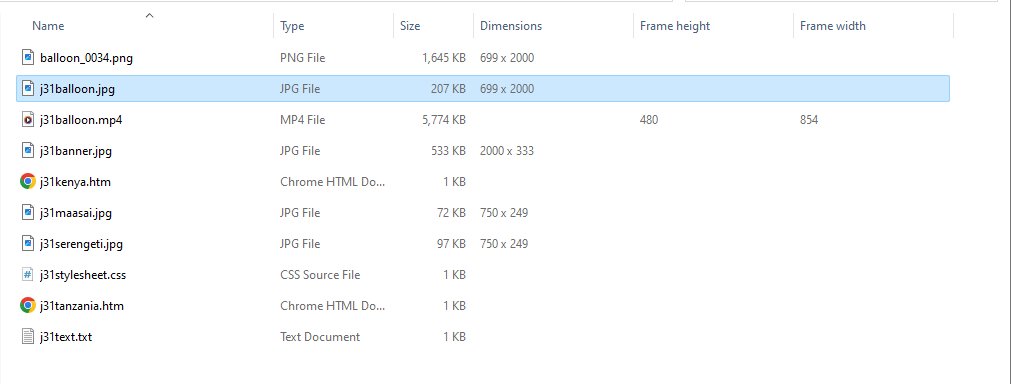 Name Type Size Dimensions Frame height Frame width
balloon_0034.png PNG File 1,645 KB 699 x 2000
j31balloon.jpg JPG File 207 KB 699 x 2000
j31balloon.mp4 MP4 File 5,774 KB 480 854
j31banner.jpg JPG File 533 KB 2000 x 333
j31kenya.htm Chrome HTML Do... 1 KB
j31maasai.jpg JPG File 72 KB 750 x 249
j31serengeti.jpg JPG File 97 KB 750 x 249
j31stylesheet.css CSS Source File 1 KB
j31tanzania.htm Chrome HTML Do... 1 KB
j31text.txt Text Document 1 KB